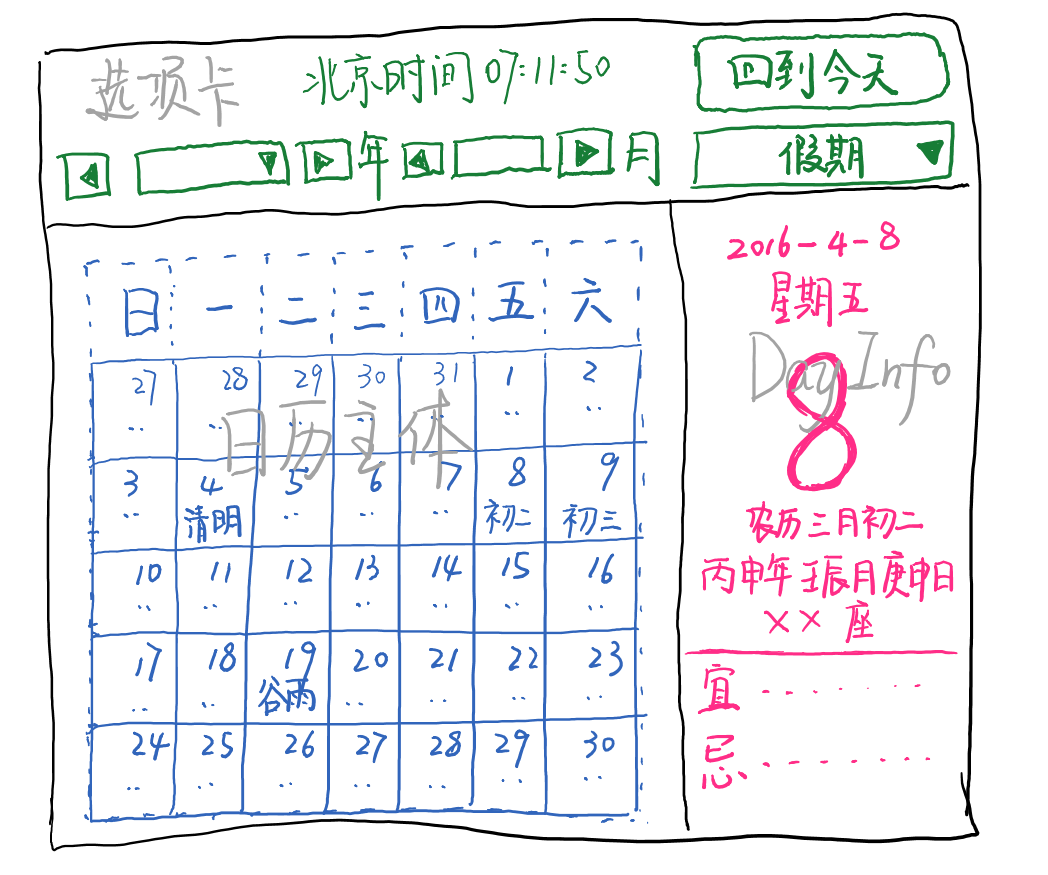 选项卡 北京时间 07:11:50 回到今天
年 月 假期
日 一 二 三 四 五 六
27 28 29 30 31 1 2
日历主体
3 4 5 6 7 8 9
清明 初二 初三
10 11 12 13 14 15 16
17 18 19 20 21 22 23
谷雨
24 25 26 27 28 29 30
2016-4-8
星期五
DayInfo
8
农历三月初二
丙申年壬辰月庚申日
×× 座
宜
忌